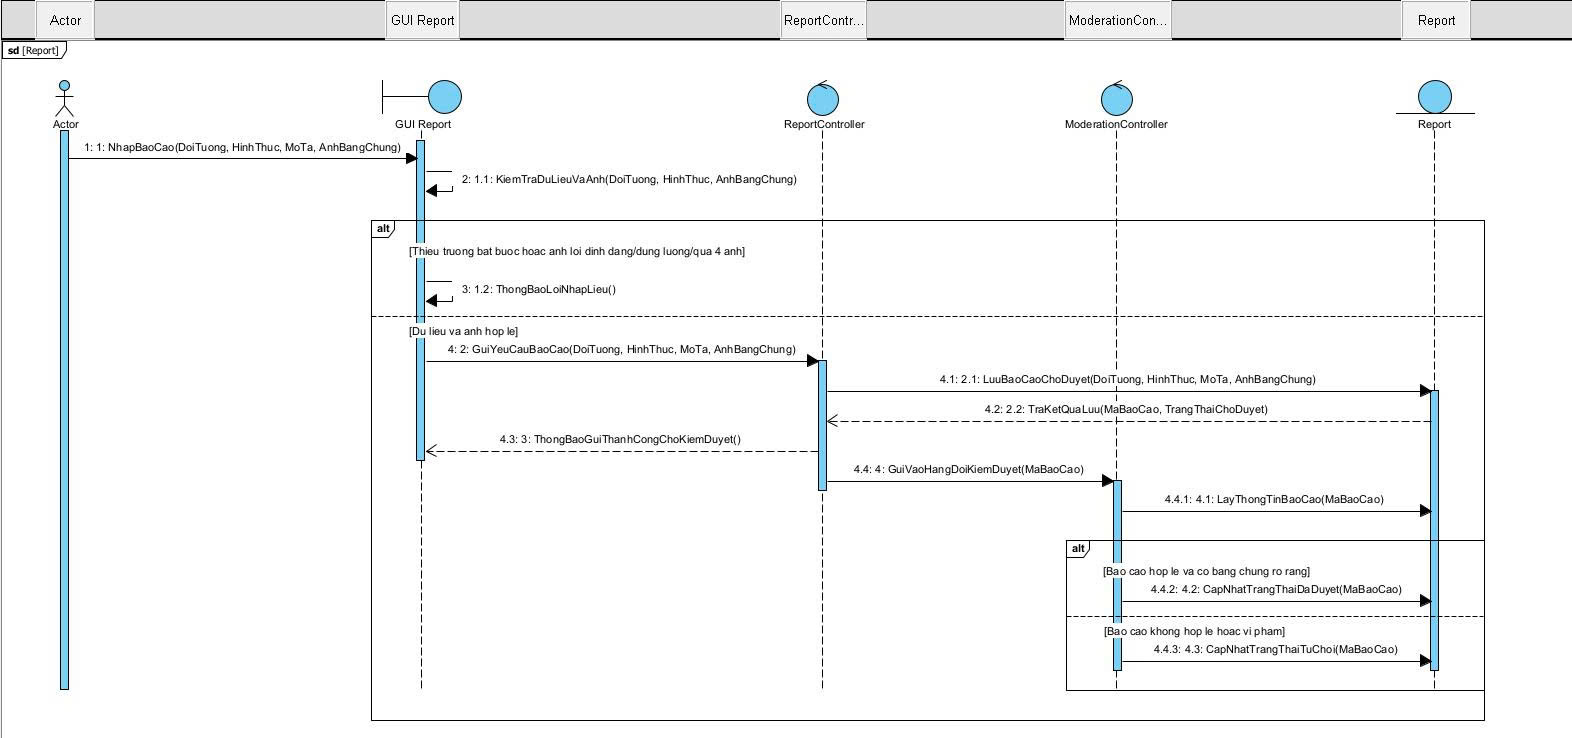 Actor
GUI Report
ReportContr...
ModerationCon...
Report
sd [Report]
Actor
GUI Report
ReportController
ModerationController
Report
1: 1: NhapBaoCao(DoiTuong, HinhThuc, MoTa, AnhBangChung)
2: 1.1: KiemTraDuLieuVaAnh(DoiTuong, HinhThuc, AnhBangChung)
alt
[Thieu truong bat buoc hoac anh loi dinh dang/dung luong/qua 4 anh]
3: 1.2: ThongBaoLoiNhapLieu()
[Du lieu va anh hop le]
4: 2: GuiYeuCauBaoCao(DoiTuong, HinhThuc, MoTa, AnhBangChung)
4.1: 2.1: LuuBaoCaoChoDuyet(DoiTuong, HinhThuc, MoTa, AnhBangChung)
4.2: 2.2: TraKetQuaLuu(MaBaoCao, TrangThaiChoDuyet)
4.3: 3: ThongBaoGuiThanhCongChoKiemDuyet()
4.4: 4: GuiVaoHangDoiKiemDuyet(MaBaoCao)
4.4.1: 4.1: LayThongTinBaoCao(MaBaoCao)
alt
[Bao cao hop le va co bang chung ro rang]
4.4.2: 4.2: CapNhatTrangThaiDaDuyet(MaBaoCao)
[Bao cao khong hop le hoac vi pham]
4.4.3: 4.3: CapNhatTrangThaiTuChoi(MaBaoCao)